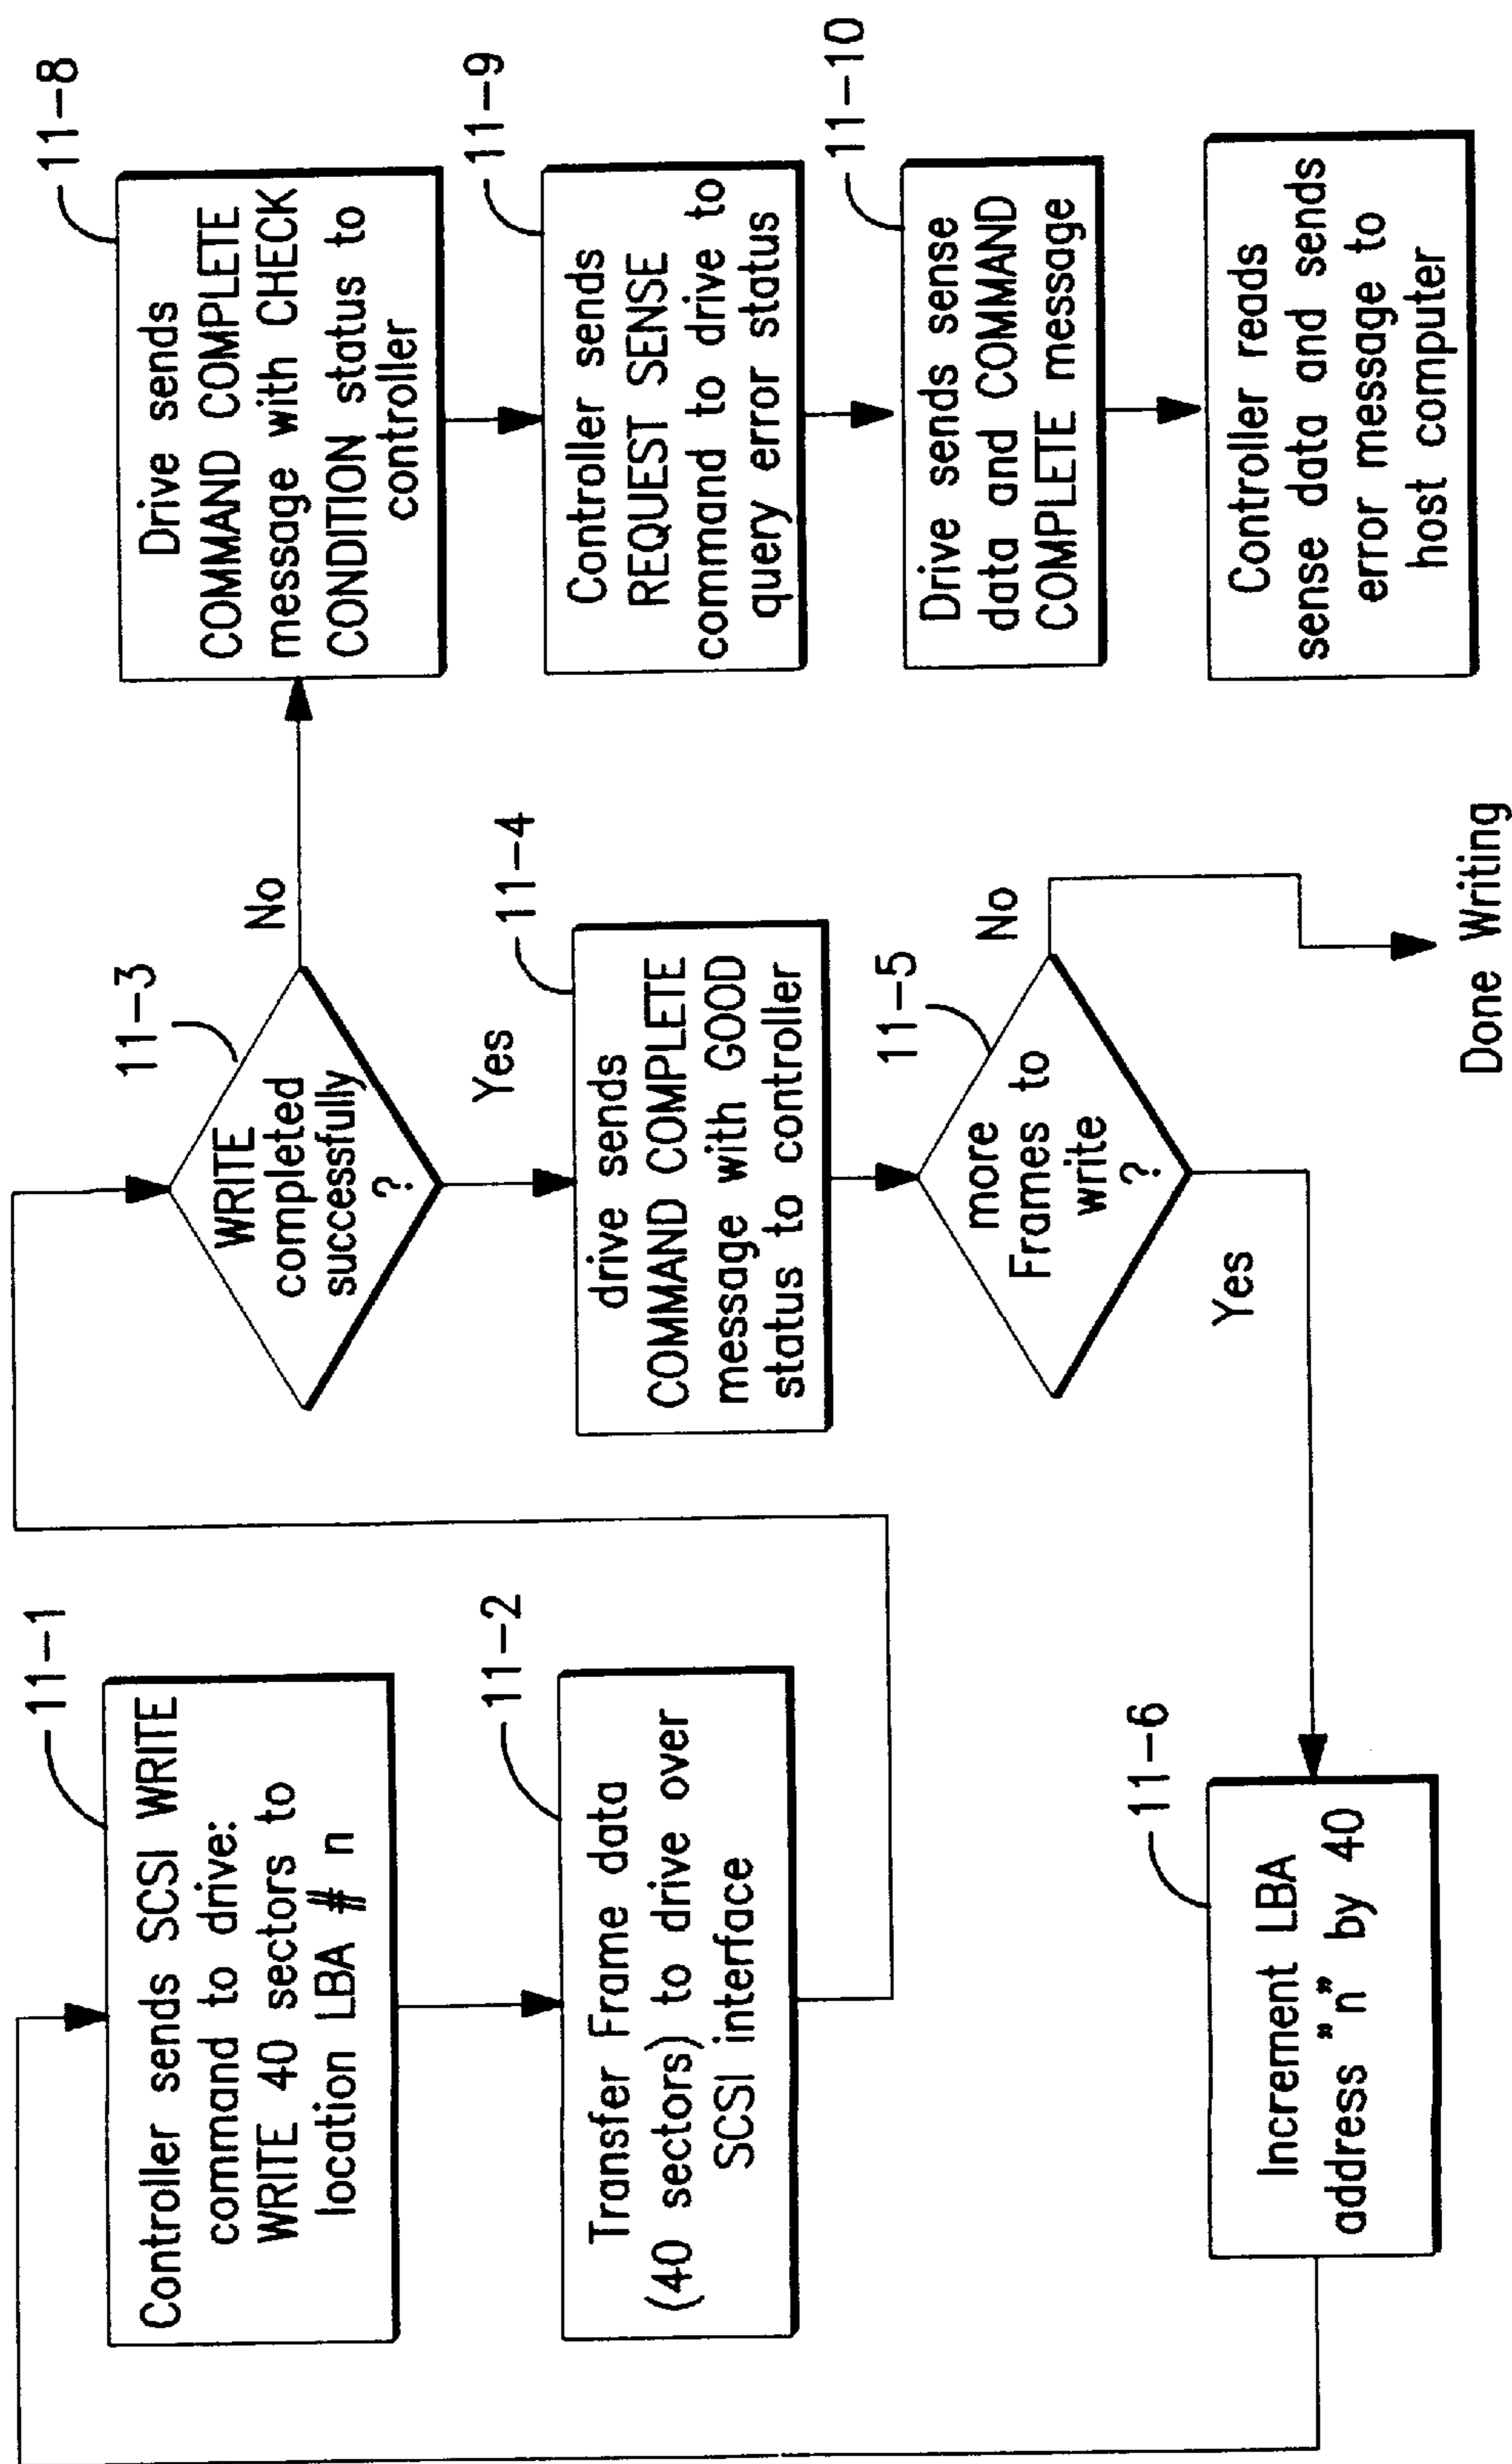 11-1
Controller sends SCSI WRITE
command to drive:
WRITE 40 sectors to
location LBA # n
11-2
Transfer Frame data
(40 sectors) to drive over
SCSI interface
11-3
WRITE
completed
successfully
?
No
Yes
11-4
drive sends
COMMAND COMPLETE
message with GOOD
status to controller
11-5
more
Frames to
write
?
No
Done Writing
Yes
11-6
Increment LBA
address "n" by 40
11-8
Drive sends
COMMAND COMPLETE
message with CHECK
CONDITION status to
controller
11-9
Controller sends
REQUEST SENSE
command to drive to
query error status
11-10
Drive sends sense
data and COMMAND
COMPLETE message
Controller reads
sense data and sends
error message to
host computer